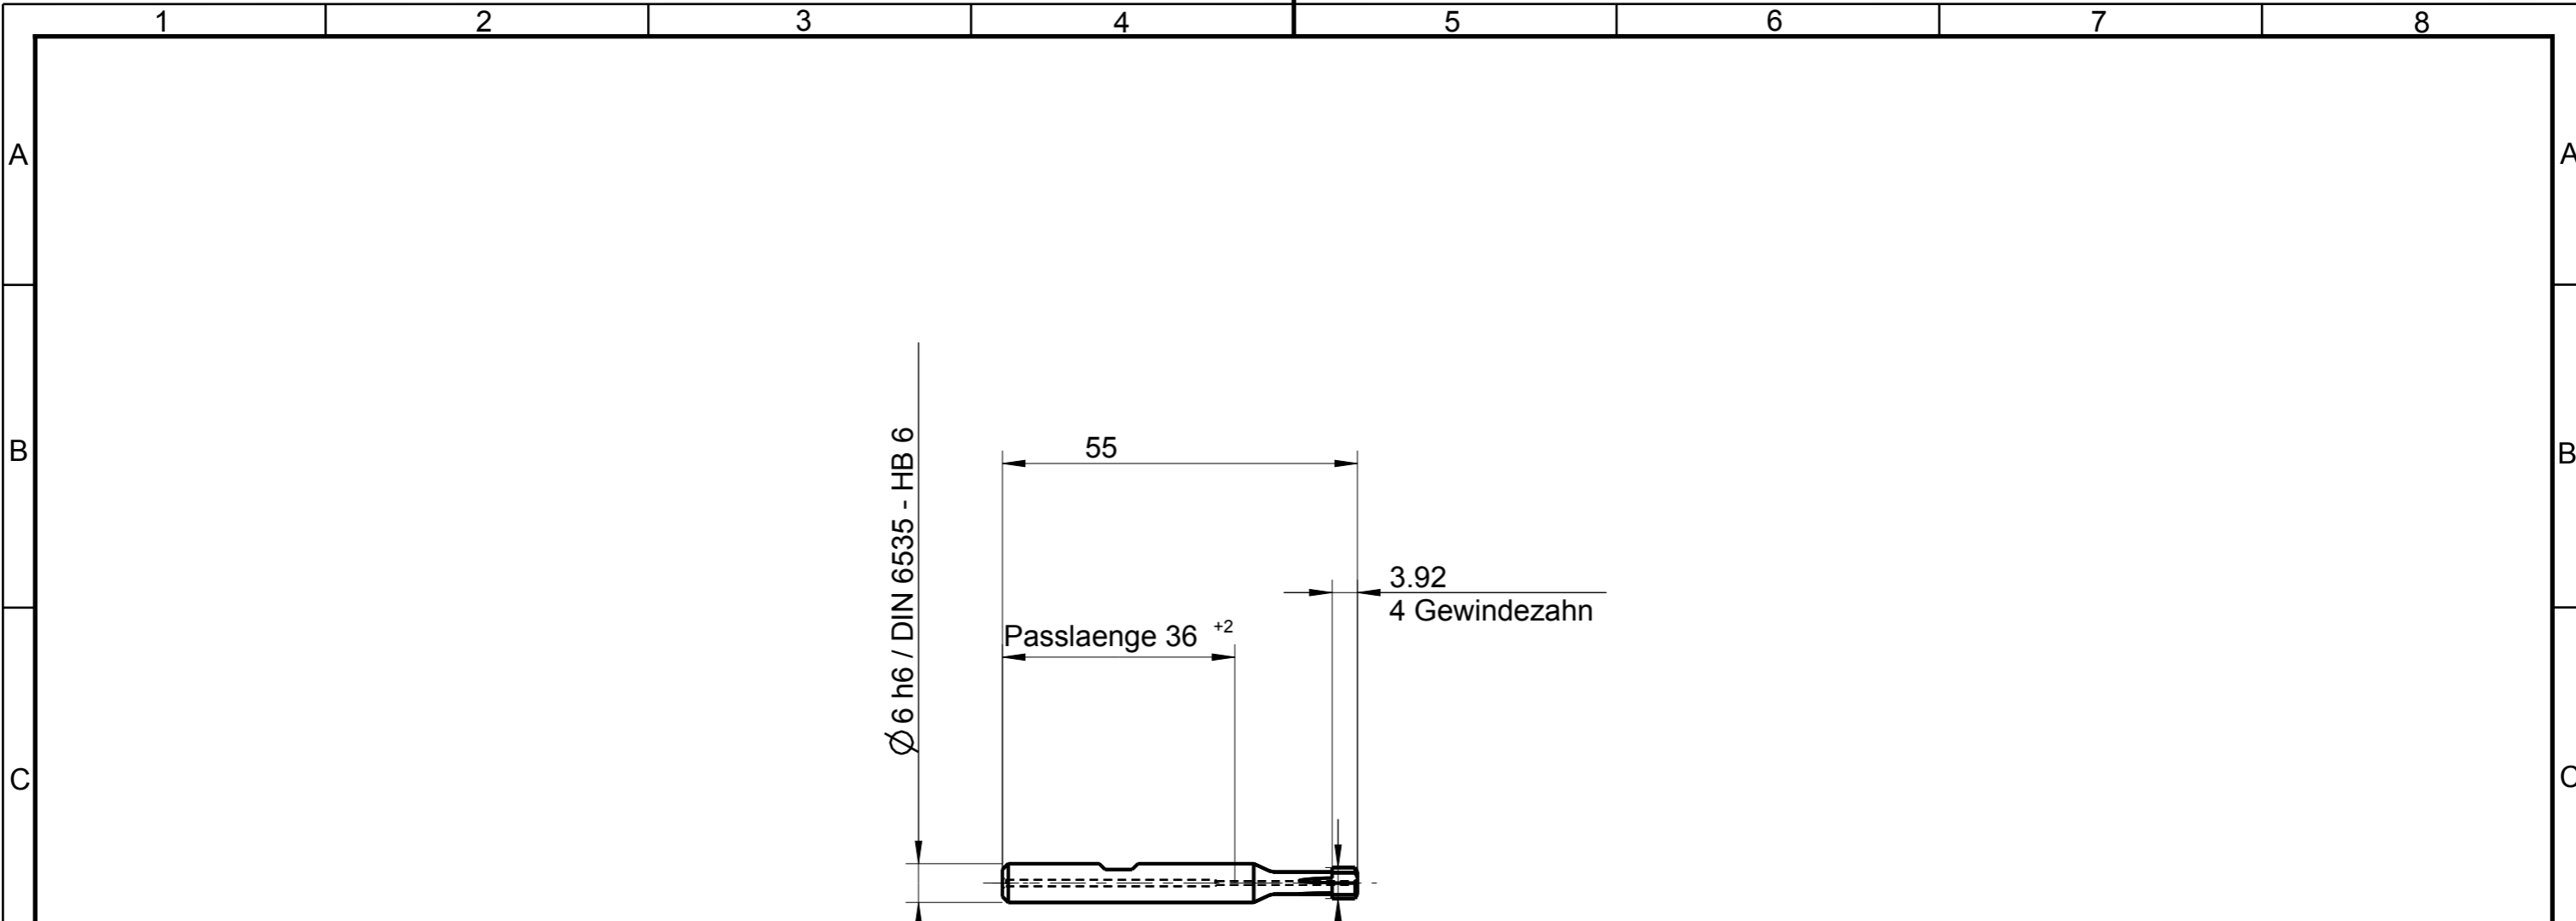 1 2 3 4 5 6 7 8
A A
B B
⌀ 6 h6 / DIN 6535 - HB 6
55
3.92
4 Gewindezahn
Passlaenge 36 +2
C C